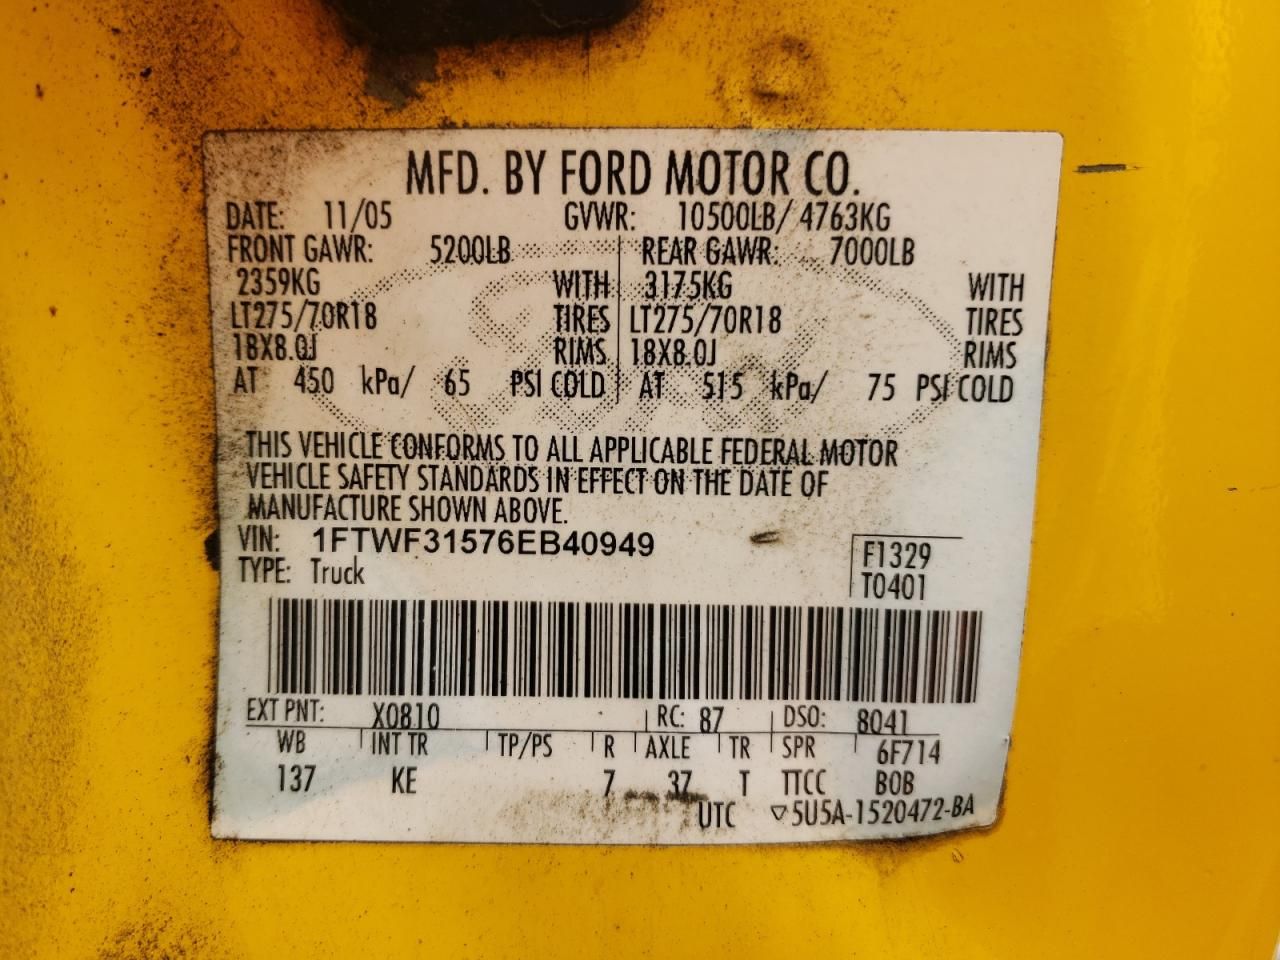 MFD. BY FORD MOTOR CO.
DATE: 11/05 GVWR: 10500LB/ 4763KG
FRONT GAWR: 5200LB REAR GAWR: 7000LB
2359KG WITH 3175KG WITH
LT275/70R18 TIRES LT275/70R18 TIRES
18X8.0J RIMS 18X8.0J RIMS
AT 450 kPa/ 65 PSI COLD AT 515 kPa/ 75 PSI COLD
THIS VEHICLE CONFORMS TO ALL APPLICABLE FEDERAL MOTOR
VEHICLE SAFETY STANDARDS IN EFFECT ON THE DATE OF
MANUFACTURE SHOWN ABOVE.
VIN: 1FTWF31576EB40949 F1329
TYPE: Truck T0401
EXT PNT: X0810 RC: 87 DSO: 8041
WB INT TR TP/PS R AXLE TR SPR 6F714
137 KE 7 37 T TTCC BOB
UTC ▽5U5A-1520472-BA